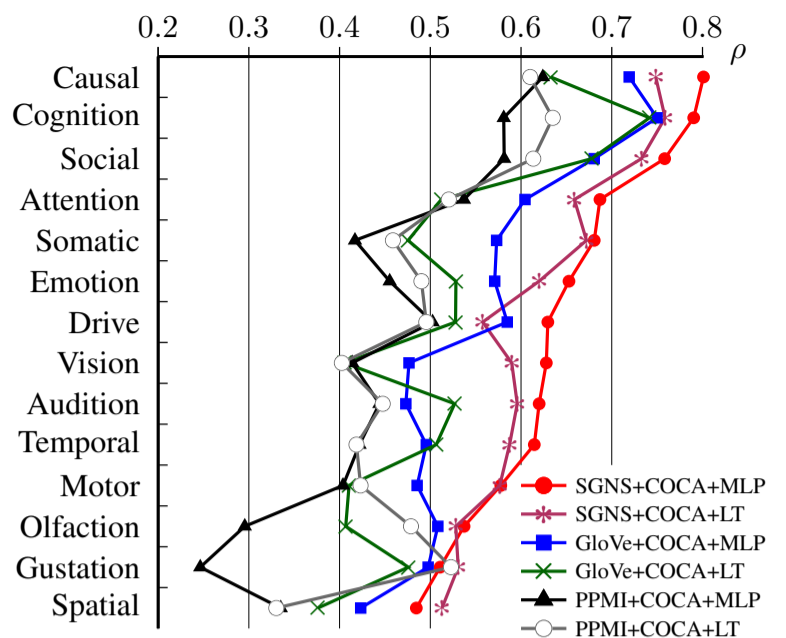 0.2 0.3 0.4 0.5 0.6 0.7 0.8
ρ
Causal
Cognition
Social
Attention
Somatic
Emotion
Drive
Vision
Audition
Temporal
Motor
Olfaction
Gustation
Spatial
SGNS+COCA+MLP
SGNS+COCA+LT
GloVe+COCA+MLP
GloVe+COCA+LT
PPMI+COCA+MLP
PPMI+COCA+LT